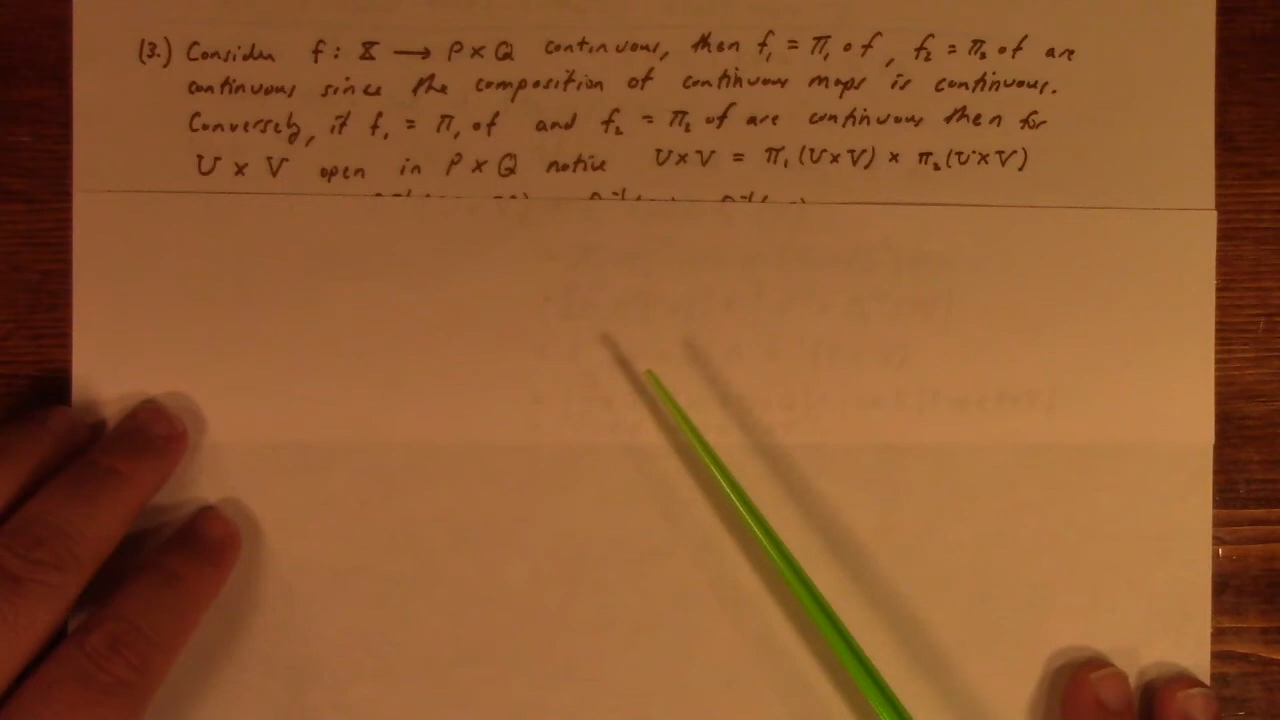 (3.) Consider f: X → P × Q continuous, then f₁ = π₁ ∘ f, f₂ = π₂ ∘ f are
continuous since the composition of continuous maps is continuous.
Conversely, if f₁ = π₁ ∘ f and f₂ = π₂ ∘ f are continuous then for
U × V open in P × Q notice U × V = π₁(U × V) × π₂(U × V)